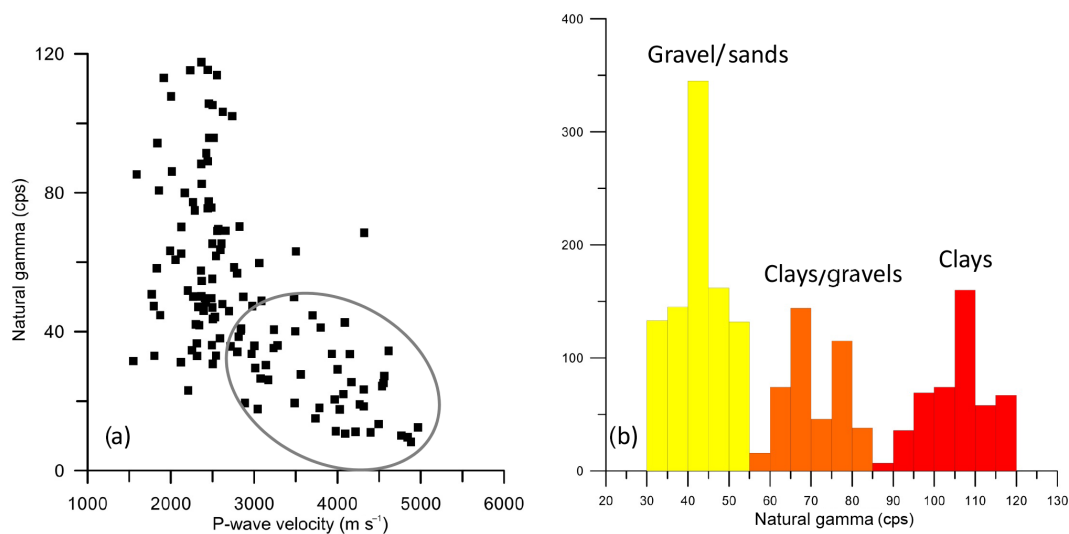 120
80
40
0
Natural gamma (cps)
(a)
1000 2000 3000 4000 5000 6000
P-wave velocity (m s⁻¹)
400
300
200
100
0
Gravel/sands
Clays/gravels
Clays
(b)
20 30 40 50 60 70 80 90 100 110 120 130
Natural gamma (cps)